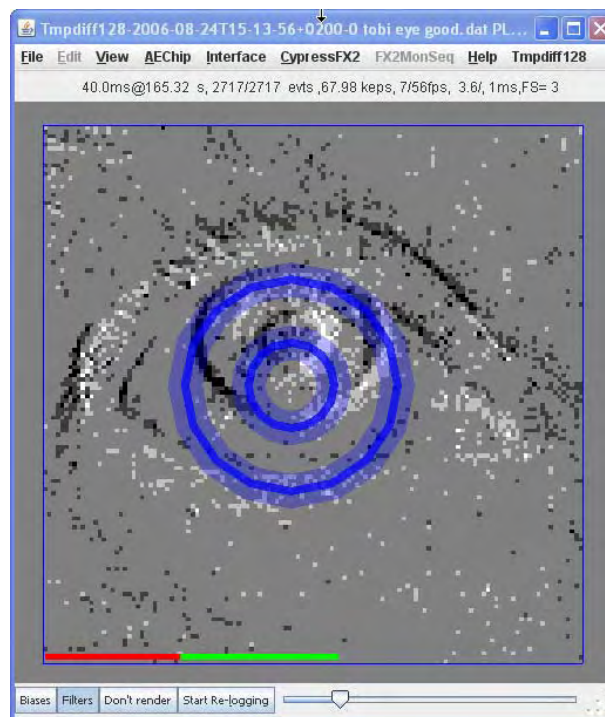 Tmpdiff128-2006-08-24T15-13-56+0200-0 tobi eye good.dat PL...
File Edit View AEChip Interface CypressFX2 FX2MonSeq Help Tmpdiff128
40.0ms@165.32 s, 2717/2717 evts ,67.98 keps, 7/56fps, 3.6/, 1ms,FS= 3
Biases Filters Don't render Start Re-logging